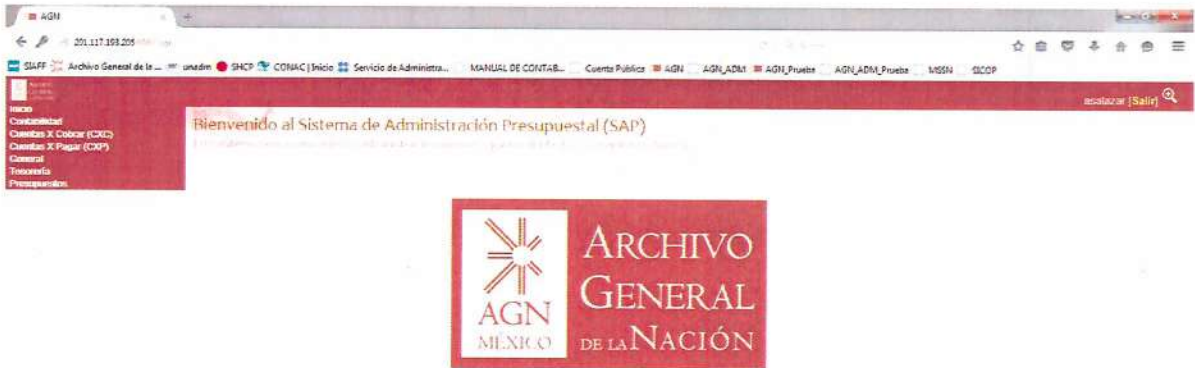 AGN
201.117.193.205
SIAFF Archivo General de la ... unadm SHCP CONAC | Inicio Servicio de Administra... MANUAL DE CONTAB... Cuenta Pública AGN AGN_ADM AGN_Prueba AGN_ADM_Prueba MSSN SICOP
esalazar [Salir]
Inicio
Contabilidad
Cuentas X Cobrar (CXC)
Cuentas X Pagar (CXP)
General
Tesorería
Presupuestos
Bienvenido al Sistema de Administración Presupuestal (SAP)
AGN
MÉXICO
ARCHIVO
GENERAL
DE LA NACIÓN